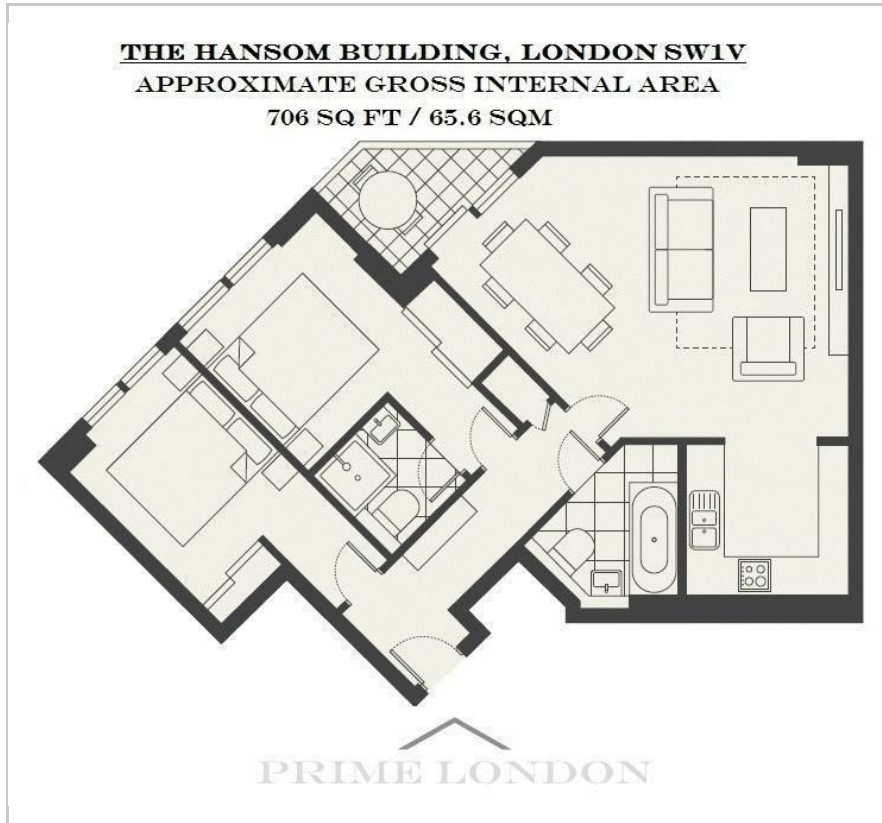 THE HANSOM BUILDING, LONDON SW1V
APPROXIMATE GROSS INTERNAL AREA
706 SQ FT / 65.6 SQM
PRIME LONDON